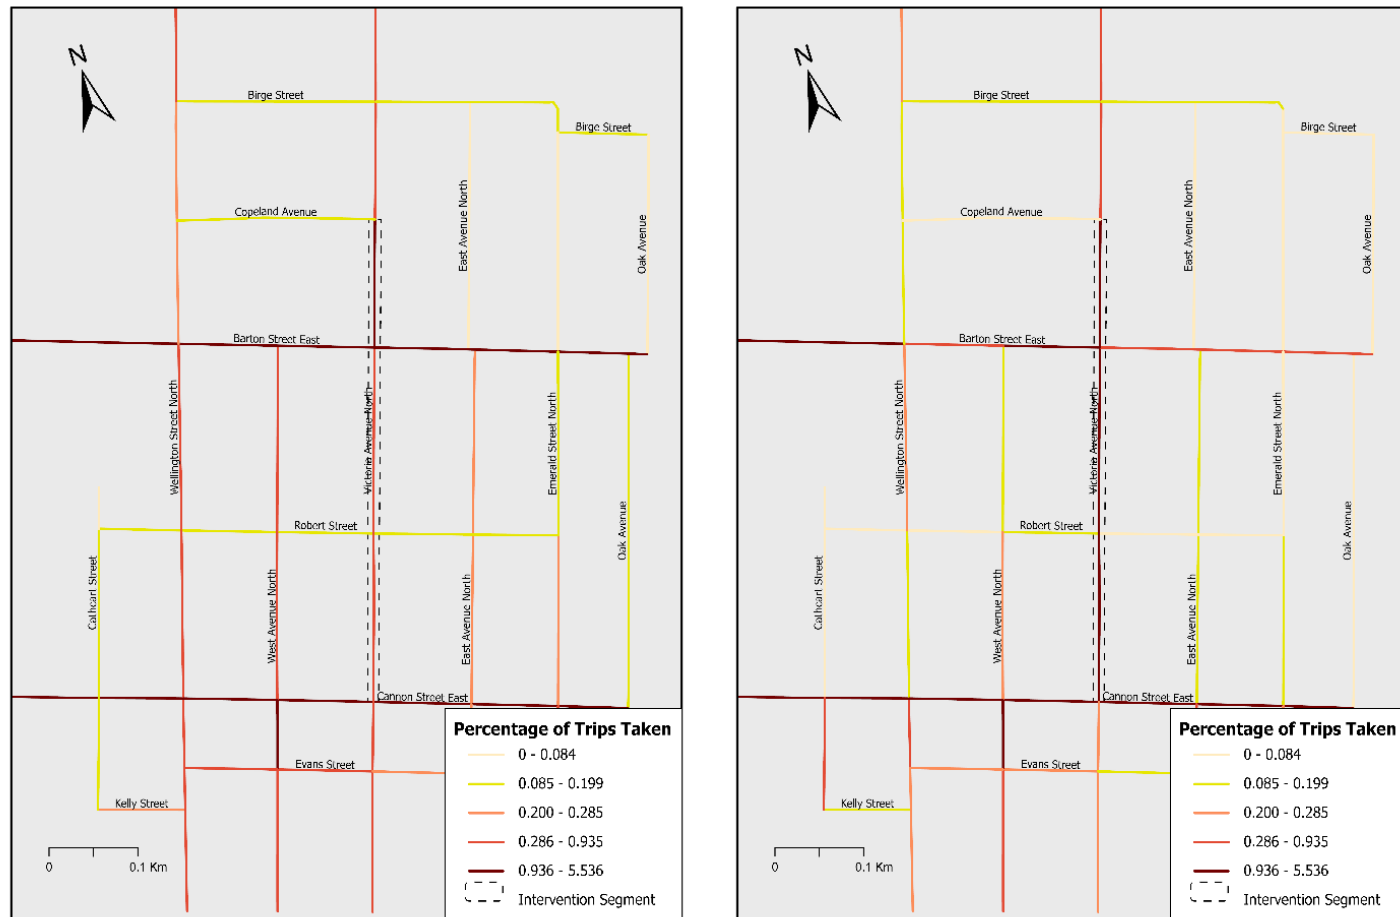 N
Birge Street
Birge Street
Copeland Avenue
East Avenue North
Oak Avenue
Barton Street East
Wellington Street North
Victoria Avenue North
Emerald Street North
Robert Street
Oak Avenue
Cathcart Street
West Avenue North
East Avenue North
Cannon Street East
Evans Street
Kelly Street
0 0.1 Km
Percentage of Trips Taken
0 - 0.084
0.085 - 0.199
0.200 - 0.285
0.286 - 0.935
0.936 - 5.536
Intervention Segment
N
Birge Street
Birge Street
Copeland Avenue
East Avenue North
Oak Avenue
Barton Street East
Wellington Street North
Victoria Avenue North
Emerald Street North
Robert Street
Oak Avenue
Cathcart Street
West Avenue North
East Avenue North
Cannon Street East
Evans Street
Kelly Street
0 0.1 Km
Percentage of Trips Taken
0 - 0.084
0.085 - 0.199
0.200 - 0.285
0.286 - 0.935
0.936 - 5.536
Intervention Segment